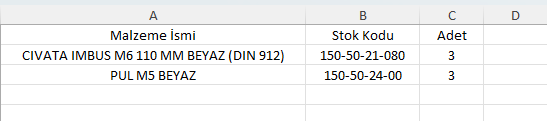 A B C D
Malzeme İsmi Stok Kodu Adet
CIVATA IMBUS M6 110 MM BEYAZ (DIN 912) 150-50-21-080 3
PUL M5 BEYAZ 150-50-24-00 3